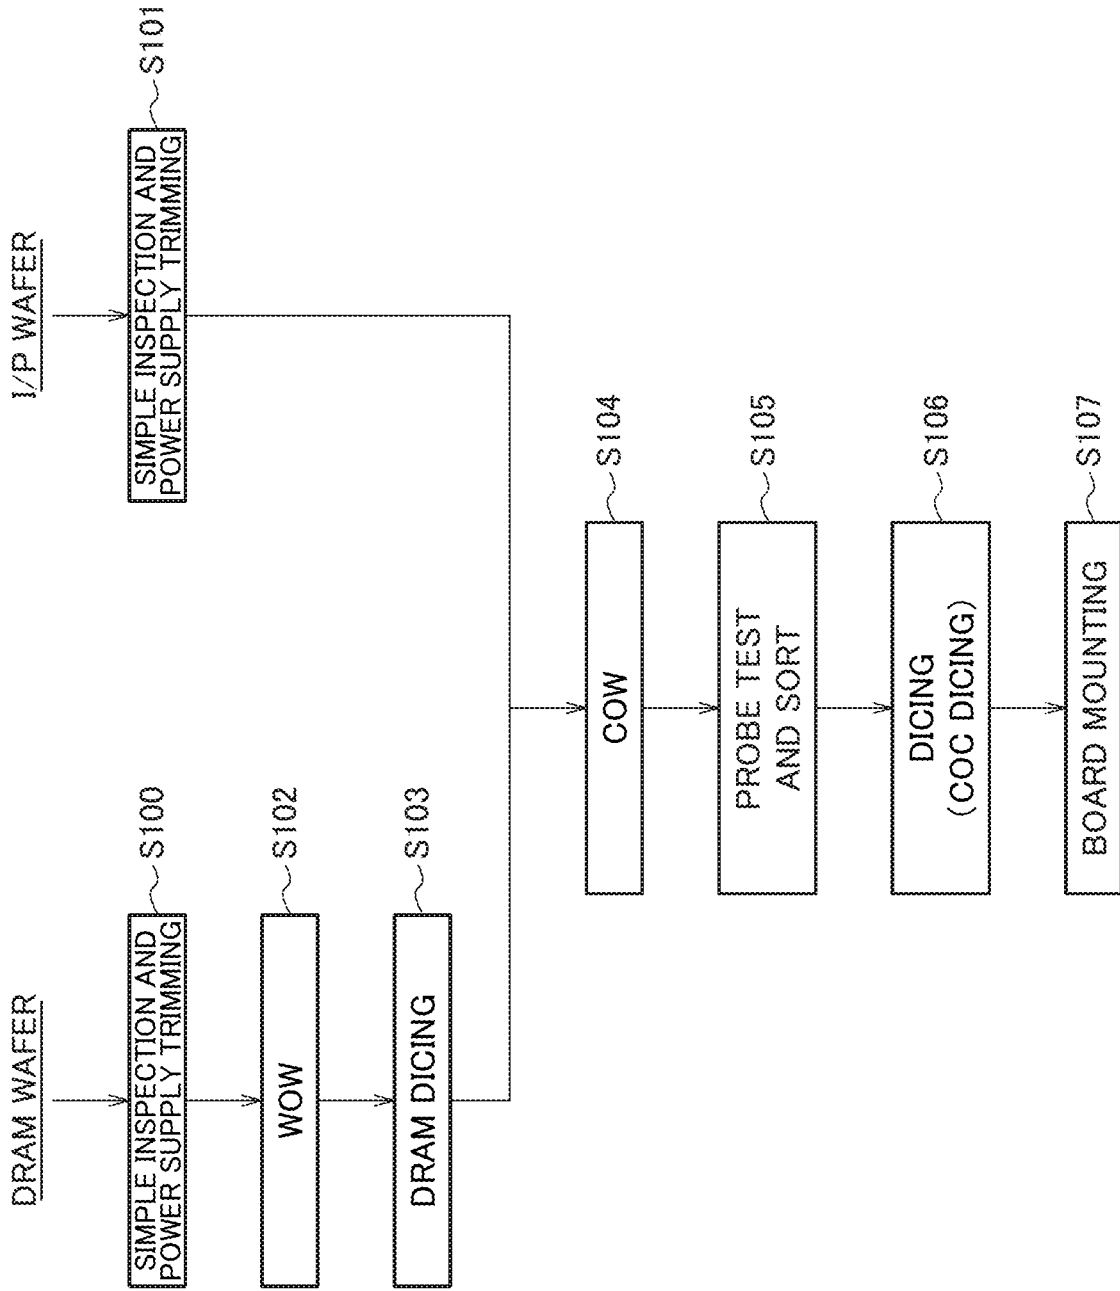 DRAM WAFER
SIMPLE INSPECTION AND
POWER SUPPLY TRIMMING
S100
WOW
S102
DRAM DICING
S103
I/P WAFER
SIMPLE INSPECTION AND
POWER SUPPLY TRIMMING
S101
COW
S104
PROBE TEST
AND SORT
S105
DICING
(COC DICING)
S106
BOARD MOUNTING
S107